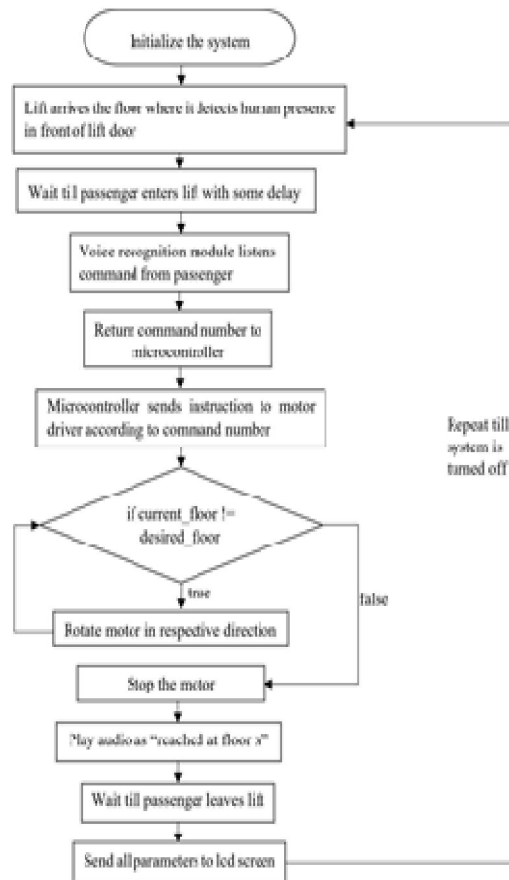 Initialize the system
Lift arrives the floor where it detects human presence
in front of lift door
Wait till passenger enters lift with some delay
Voice recognition module listens
command from passenger
Return command number to
microcontroller
Microcontroller sends instruction to motor
driver according to command number
Repeat till
system is
turned off
if current_floor !=
desired_floor
true
false
Rotate motor in respective direction
Stop the motor
Play audio as “reached at floor x”
Wait till passenger leaves lift
Send all parameters to lcd screen